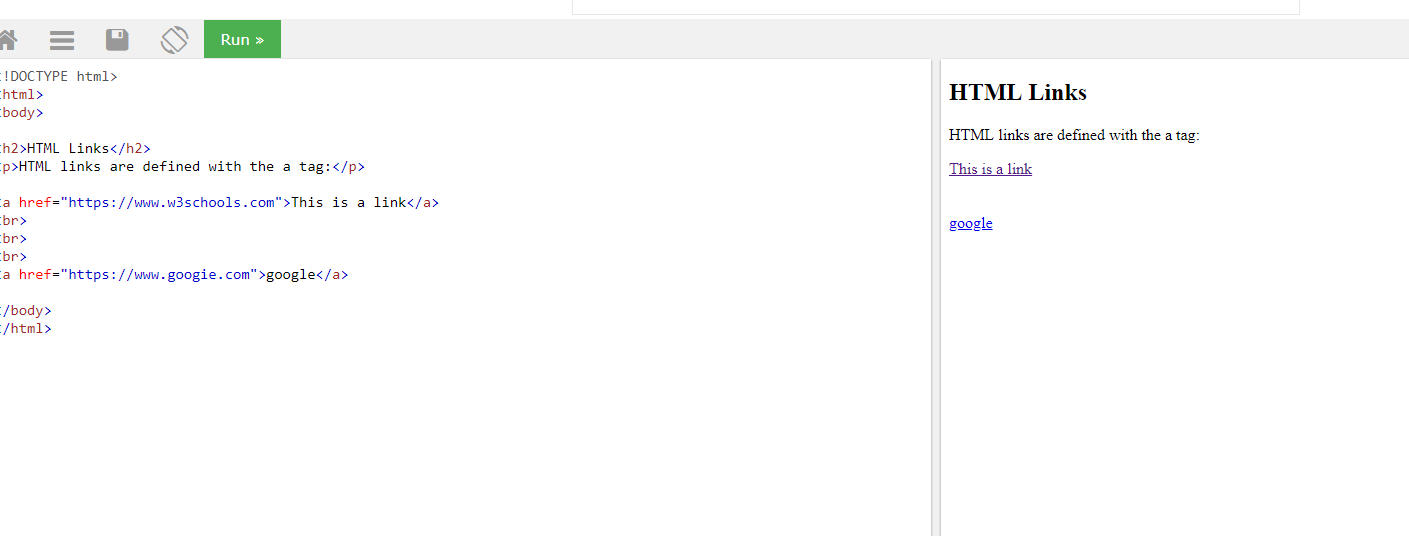 Run »
<!DOCTYPE html>
<html>
<body>
<h2>HTML Links</h2>
<p>HTML links are defined with the a tag:</p>
<a href="https://www.w3schools.com">This is a link</a>
<br>
<br>
<br>
<a href="https://www.googie.com">google</a>
</body>
</html>
HTML Links
HTML links are defined with the a tag:
This is a link
google